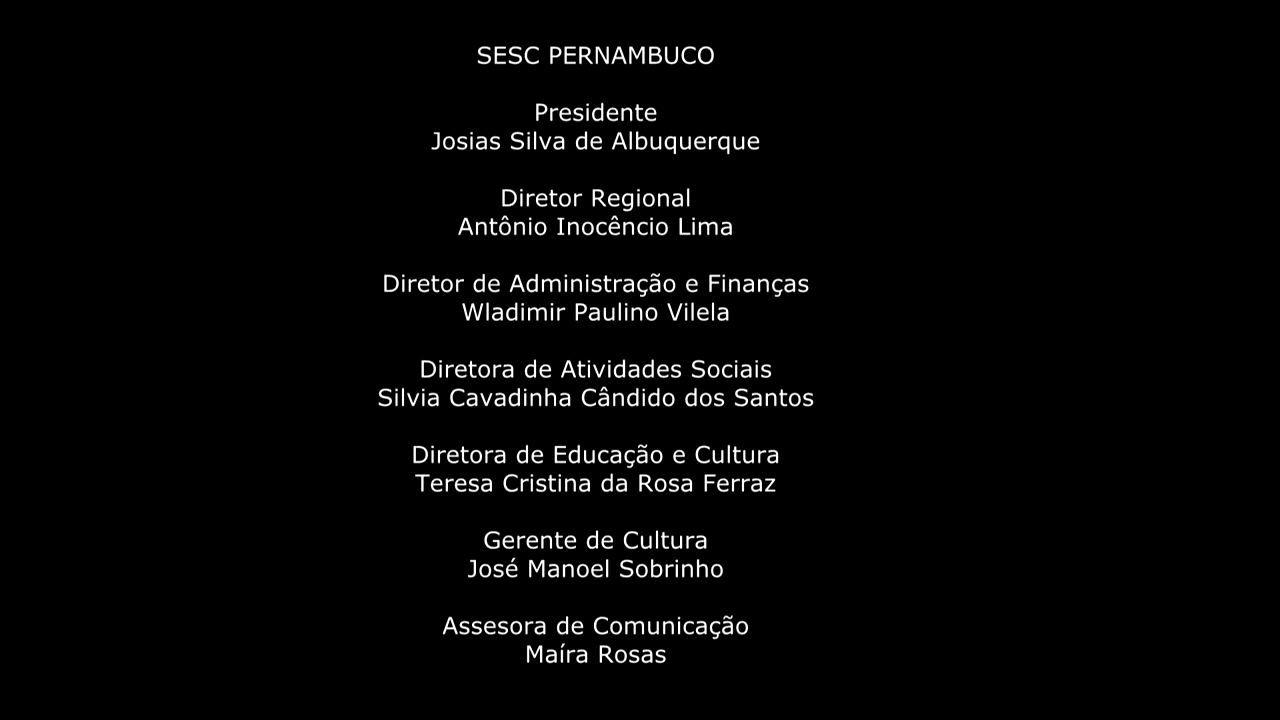 SESC PERNAMBUCO
Presidente
Josias Silva de Albuquerque
Diretor Regional
Antônio Inocêncio Lima
Diretor de Administração e Finanças
Wladimir Paulino Vilela
Diretora de Atividades Sociais
Silvia Cavadinha Cândido dos Santos
Diretora de Educação e Cultura
Teresa Cristina da Rosa Ferraz
Gerente de Cultura
José Manoel Sobrinho
Assesora de Comunicação
Maíra Rosas